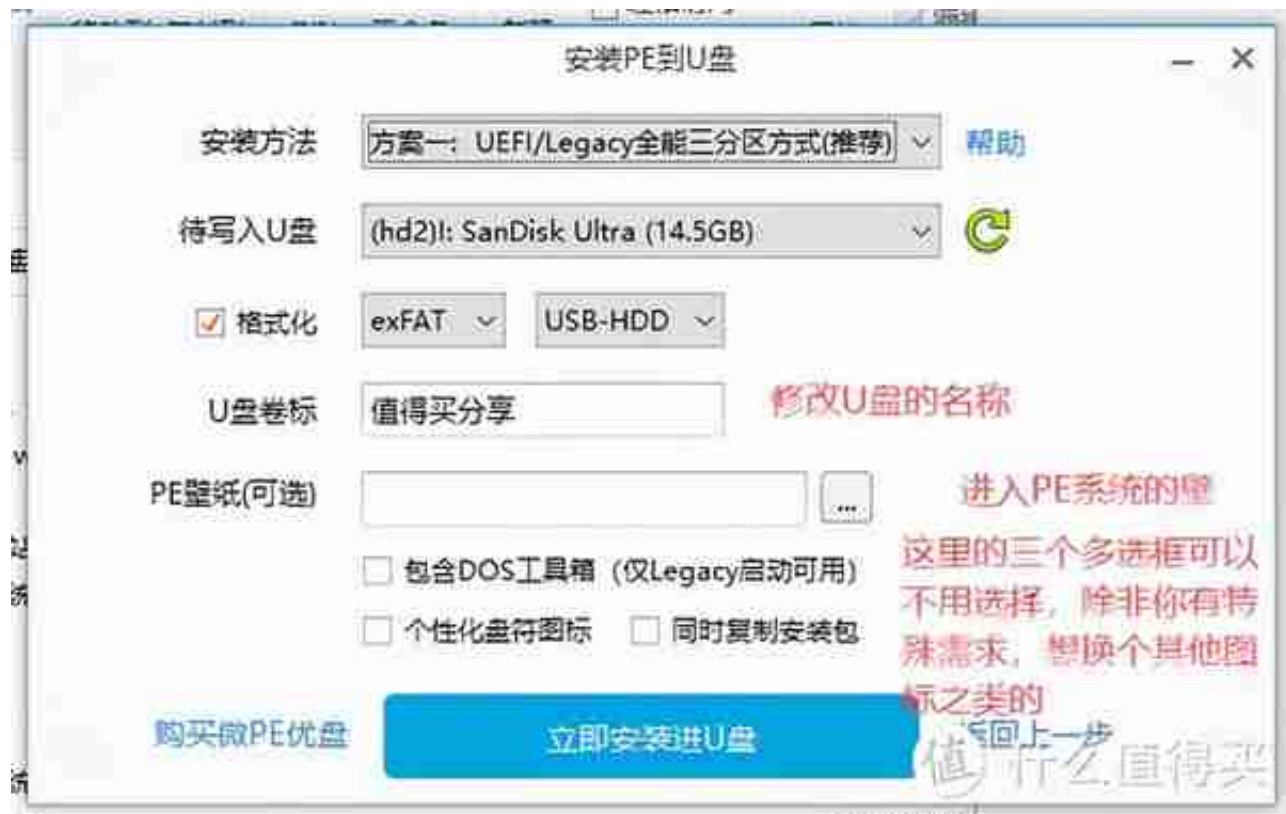 安装PE到U盘
安装方法
方案一：UEFI/Legacy全能三分区方式(推荐)
帮助
待写入U盘
(hd2)I: SanDisk Ultra (14.5GB)
格式化
exFAT
USB-HDD
U盘卷标
值得买分享
修改U盘的名称
PE壁纸(可选)
...
进入PE系统的壁
包含DOS工具箱（仅Legacy启动可用）
个性化盘符图标
同时复制安装包
这里的三个多选框可以
不用选择，除非你有特
殊需求，想换个其他图
标之类的
购买微PE优盘
立即安装进U盘
返回上一步
值 什么值得买